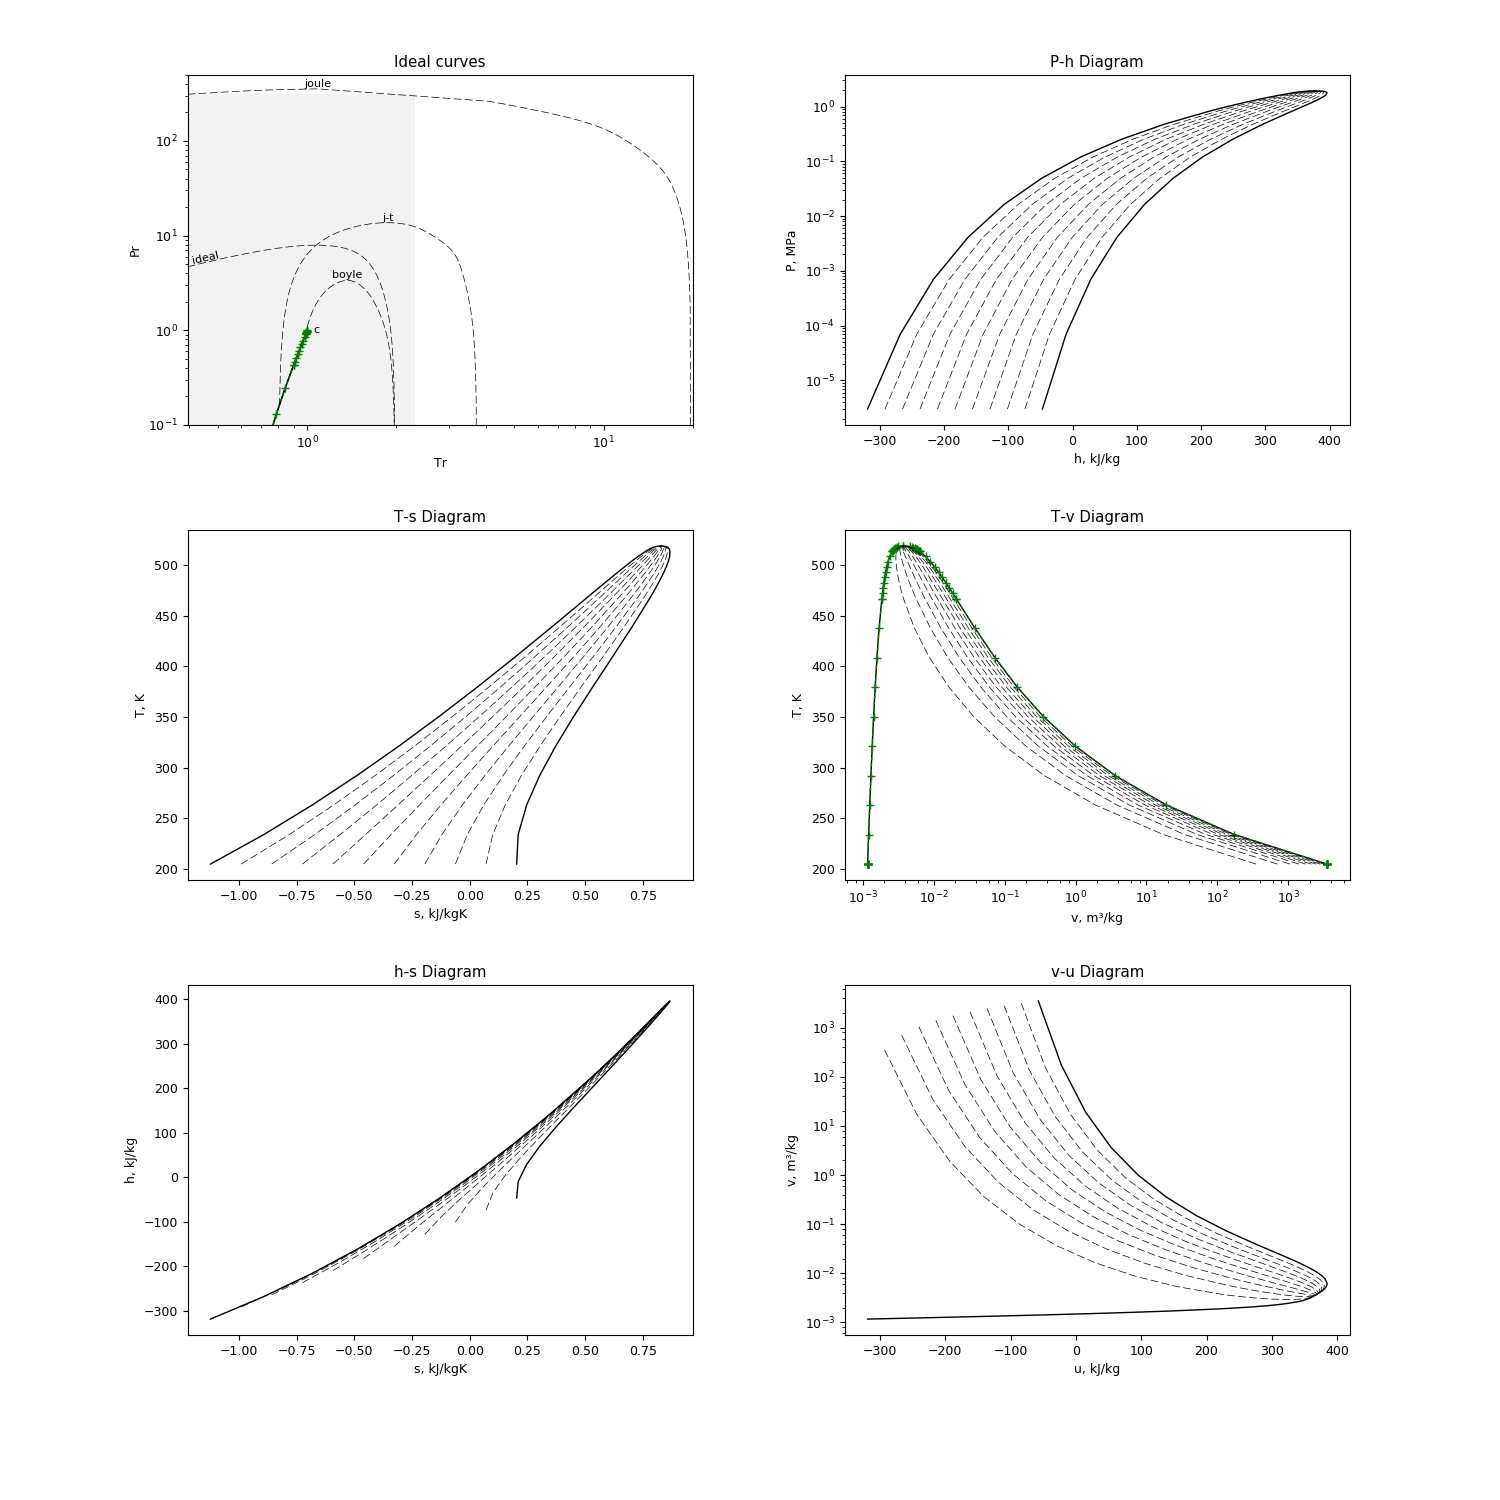 Ideal curves
joule
j-t
ideal
boyle
c
10²
10¹
10⁰
10⁻¹
Pr
10⁰ 10¹
Tr
P-h Diagram
10⁰
10⁻¹
10⁻²
10⁻³
10⁻⁴
10⁻⁵
P, MPa
−300 −200 −100 0 100 200 300 400
h, kJ/kg
T-s Diagram
500
450
400
350
300
250
200
T, K
−1.00 −0.75 −0.50 −0.25 0.00 0.25 0.50 0.75
s, kJ/kgK
T-v Diagram
500
450
400
350
300
250
200
T, K
10⁻³ 10⁻² 10⁻¹ 10⁰ 10¹ 10² 10³
v, m³/kg
h-s Diagram
400
300
200
100
0
−100
−200
−300
h, kJ/kg
−1.00 −0.75 −0.50 −0.25 0.00 0.25 0.50 0.75
s, kJ/kgK
v-u Diagram
10³
10²
10¹
10⁰
10⁻¹
10⁻²
10⁻³
v, m³/kg
−300 −200 −100 0 100 200 300 400
u, kJ/kg